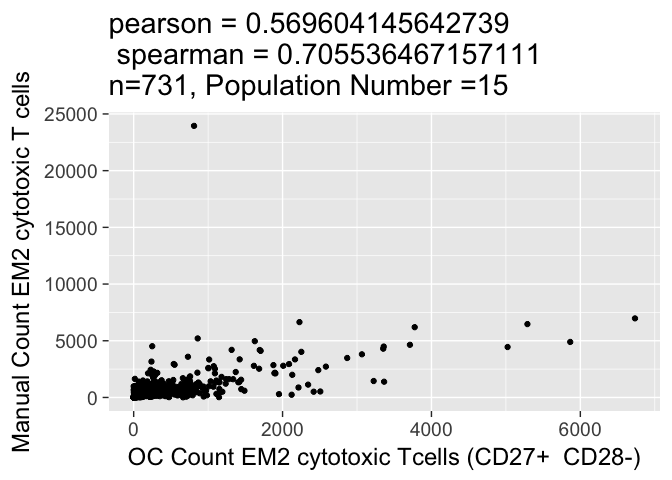 pearson = 0.569604145642739
spearman = 0.705536467157111
n=731, Population Number =15
Manual Count EM2 cytotoxic T cells
25000
20000
15000
10000
5000
0
0 2000 4000 6000
OC Count EM2 cytotoxic Tcells (CD27+  CD28-)